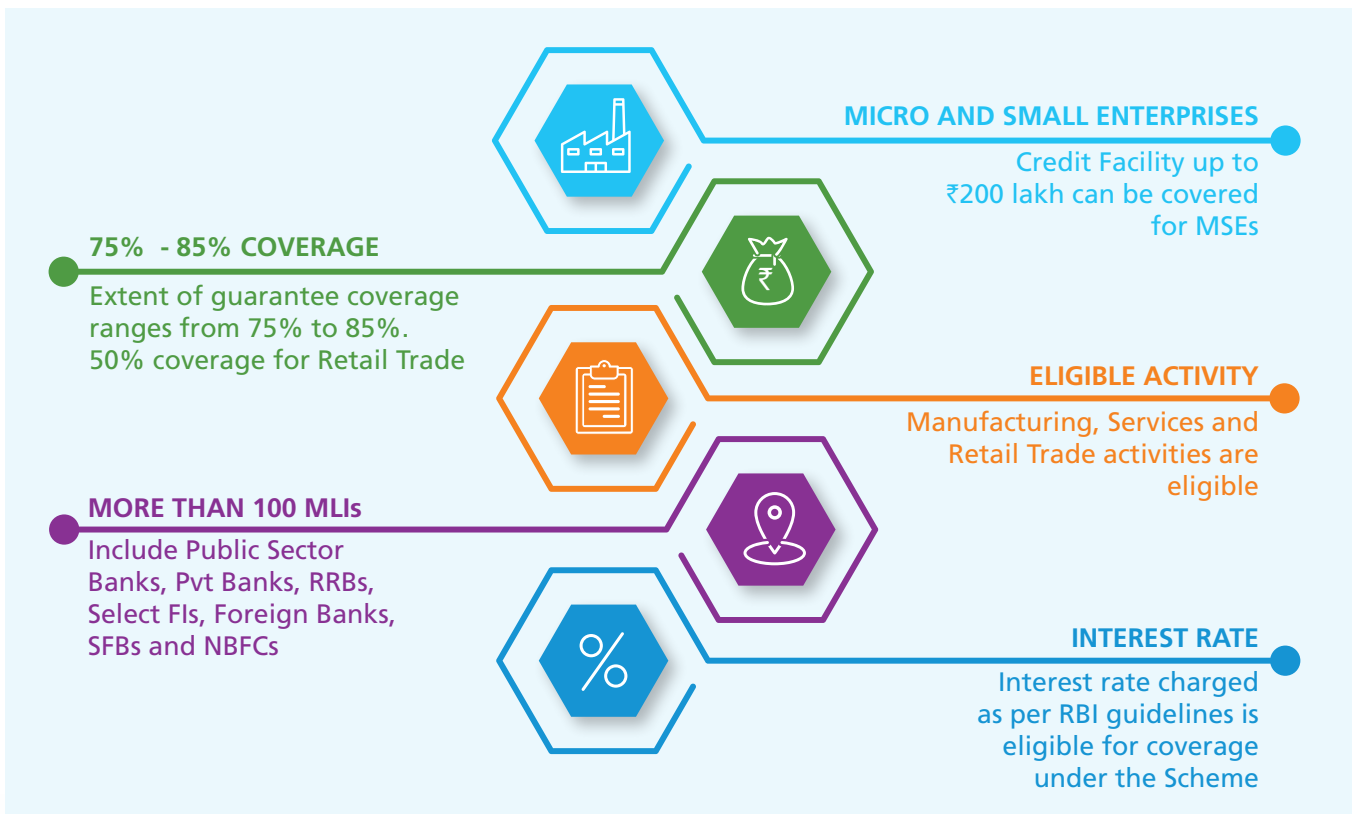 MICRO AND SMALL ENTERPRISES
Credit Facility up to
₹200 lakh can be covered
for MSEs
75%  - 85% COVERAGE
Extent of guarantee coverage
ranges from 75% to 85%.
50% coverage for Retail Trade
₹
ELIGIBLE ACTIVITY
Manufacturing, Services and
Retail Trade activities are
eligible
MORE THAN 100 MLIs
Include Public Sector
Banks, Pvt Banks, RRBs,
Select FIs, Foreign Banks,
SFBs and NBFCs
%
INTEREST RATE
Interest rate charged
as per RBI guidelines is
eligible for coverage
under the Scheme